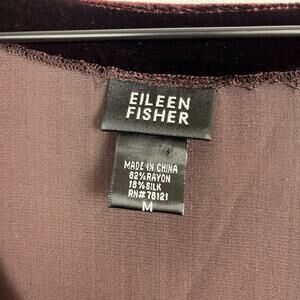 EILEEN
FISHER
MADE IN CHINA
82%RAYON
18%SILK
RN#78121
M